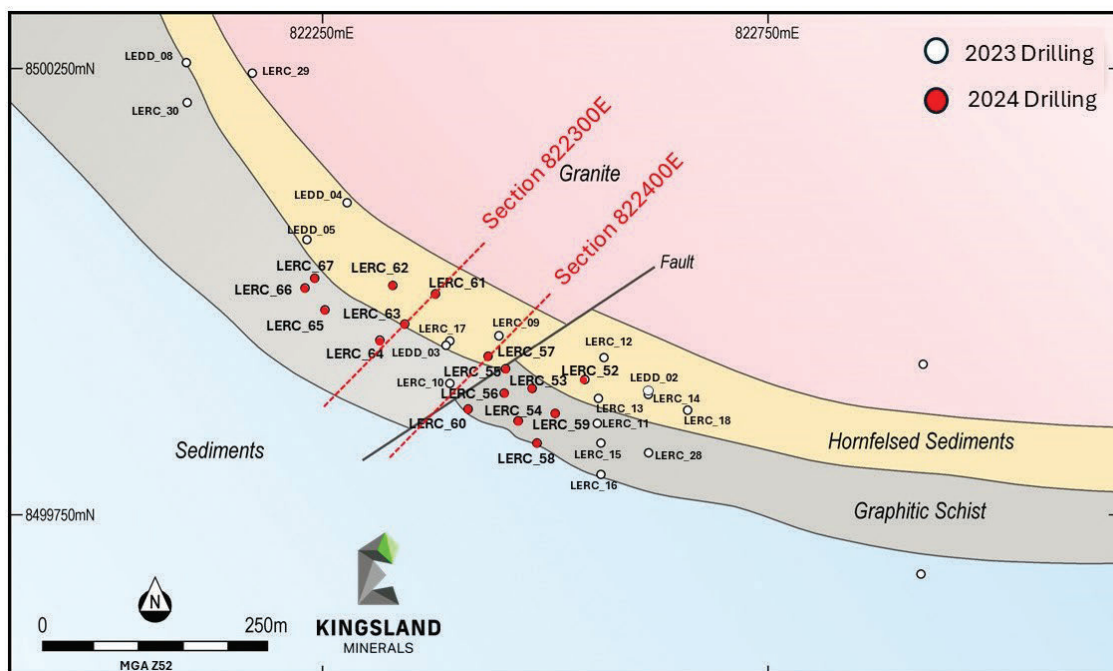 822250mE
822750mE
8500250mN
LEDD_08
LERC_29
LERC_30
2023 Drilling
2024 Drilling
Section 822300E
Section 822400E
Granite
LEDD_04
LEDD_05
Fault
LERC_67
LERC_66
LERC_62
LERC_61
LERC_65
LERC_63
LERC_64
LERC_17
LERC_09
LEDD_03
LERC_57
LERC_12
LERC_10
LERC_55
LERC_53
LERC_52
LEDD_02
LERC_56
LERC_14
LERC_13
LERC_54
LERC_18
LERC_60
LERC_59
LERC_11
LERC_58
LERC_15
LERC_28
LERC_16
Sediments
Hornfelsed Sediments
Graphitic Schist
8499750mN
N
0
250m
MGA Z52
KINGSLAND
MINERALS